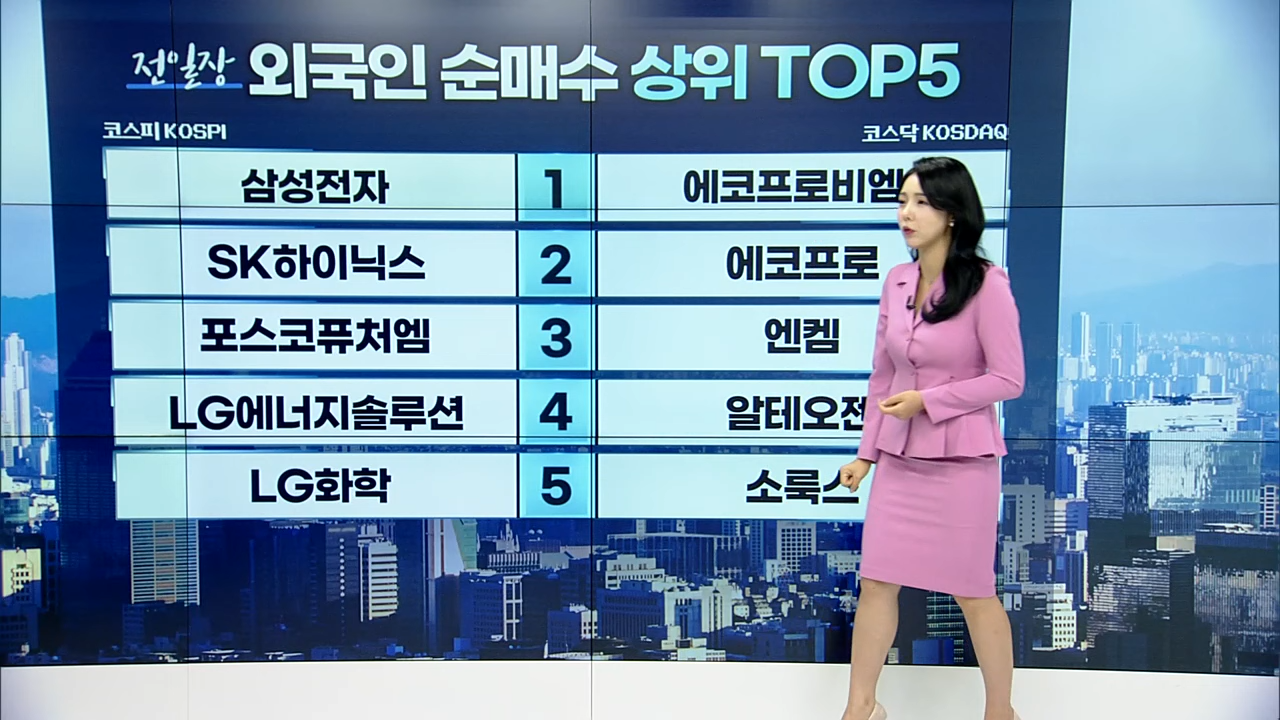 전일장 외국인 순매수 상위 TOP5
코스피 KOSPI
코스닥 KOSDAQ
삼성전자 1 에코프로비엠
SK하이닉스 2 에코프로
포스코퓨처엠 3 엔켐
LG에너지솔루션 4 알테오젠
LG화학 5 소룩스